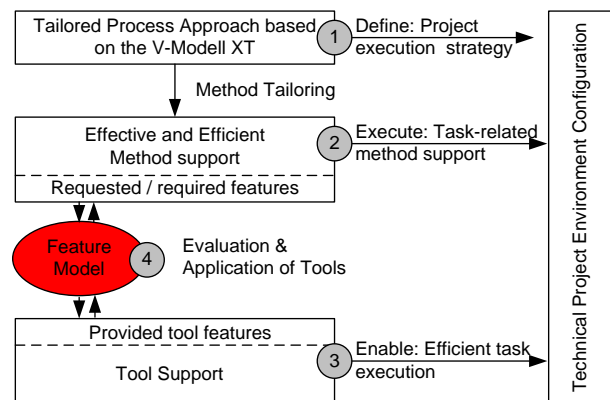 Tailored Process Approach based
on the V-Modell XT
1
Define: Project
execution strategy
Method Tailoring
Effective and Efficient
Method support
2
Execute: Task-related
method support
Requested / required features
Feature
Model
4
Evaluation &
Application of Tools
Provided tool features
Tool Support
3
Enable: Efficient task
execution
Technical Project Environment Configuration